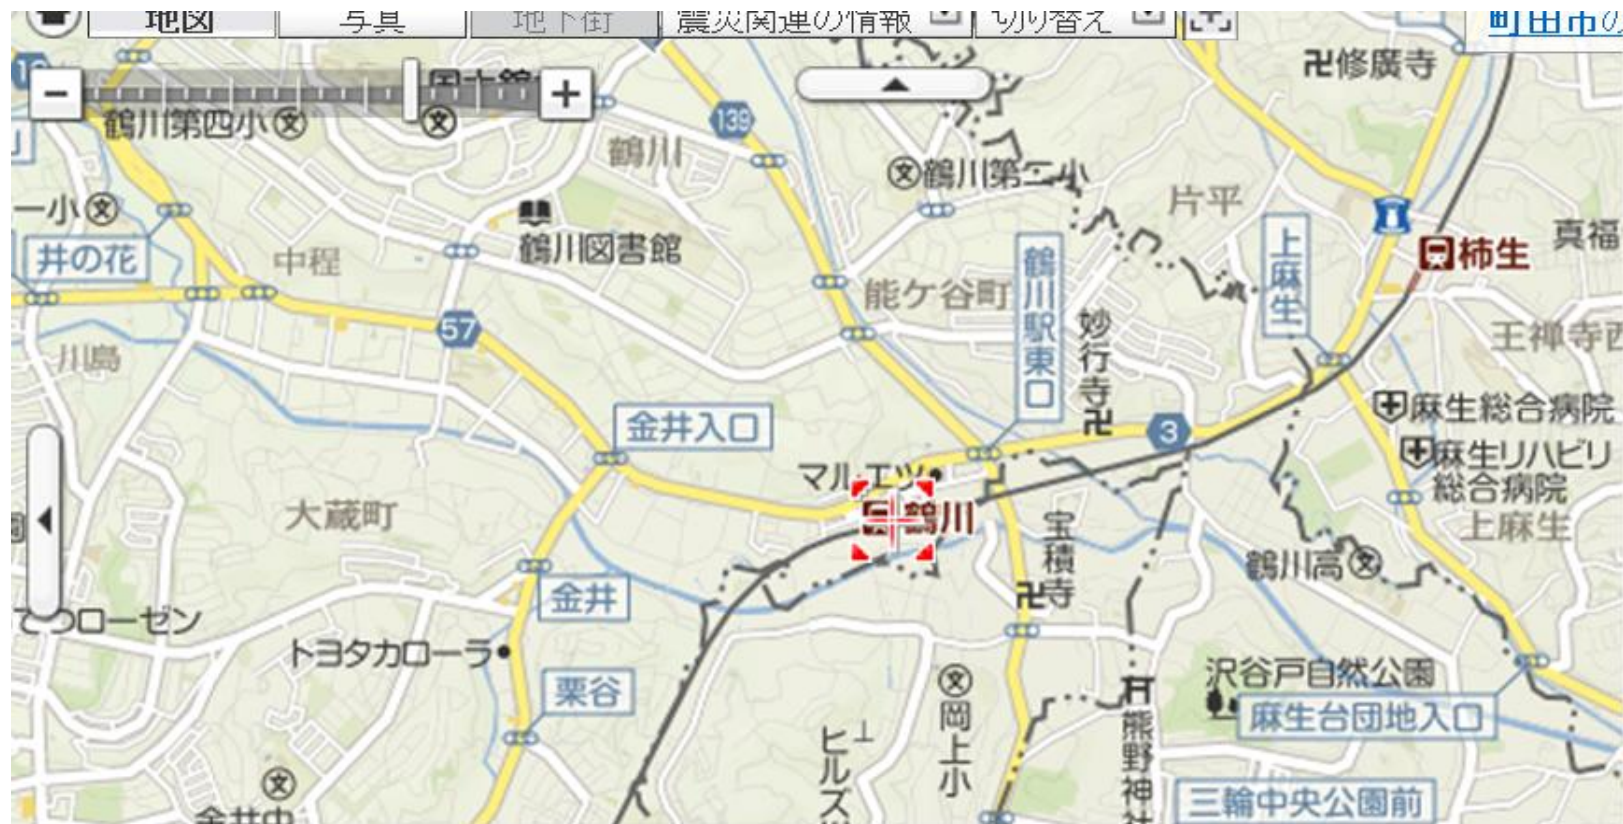 地図
写真
地下街
震災関連の情報
切り替え
町田市の
修廣寺
鶴川第四小
139
鶴川
鶴川第二小
片平
一小
鶴川図書館
井の花
中程
鶴川駅東口
上麻生
柿生
真福
能ケ谷町
57
川島
妙行寺
王禅寺西
金井入口
3
麻生総合病院
麻生リハビリ
総合病院
マルエツ
大蔵町
鶴川
宝積寺
上麻生
鶴川高
金井
ローゼン
トヨタカローラ
栗谷
岡上小
沢谷戸自然公園
麻生台団地入口
ヒルズ
熊野神社
三輪中央公園前
金井中